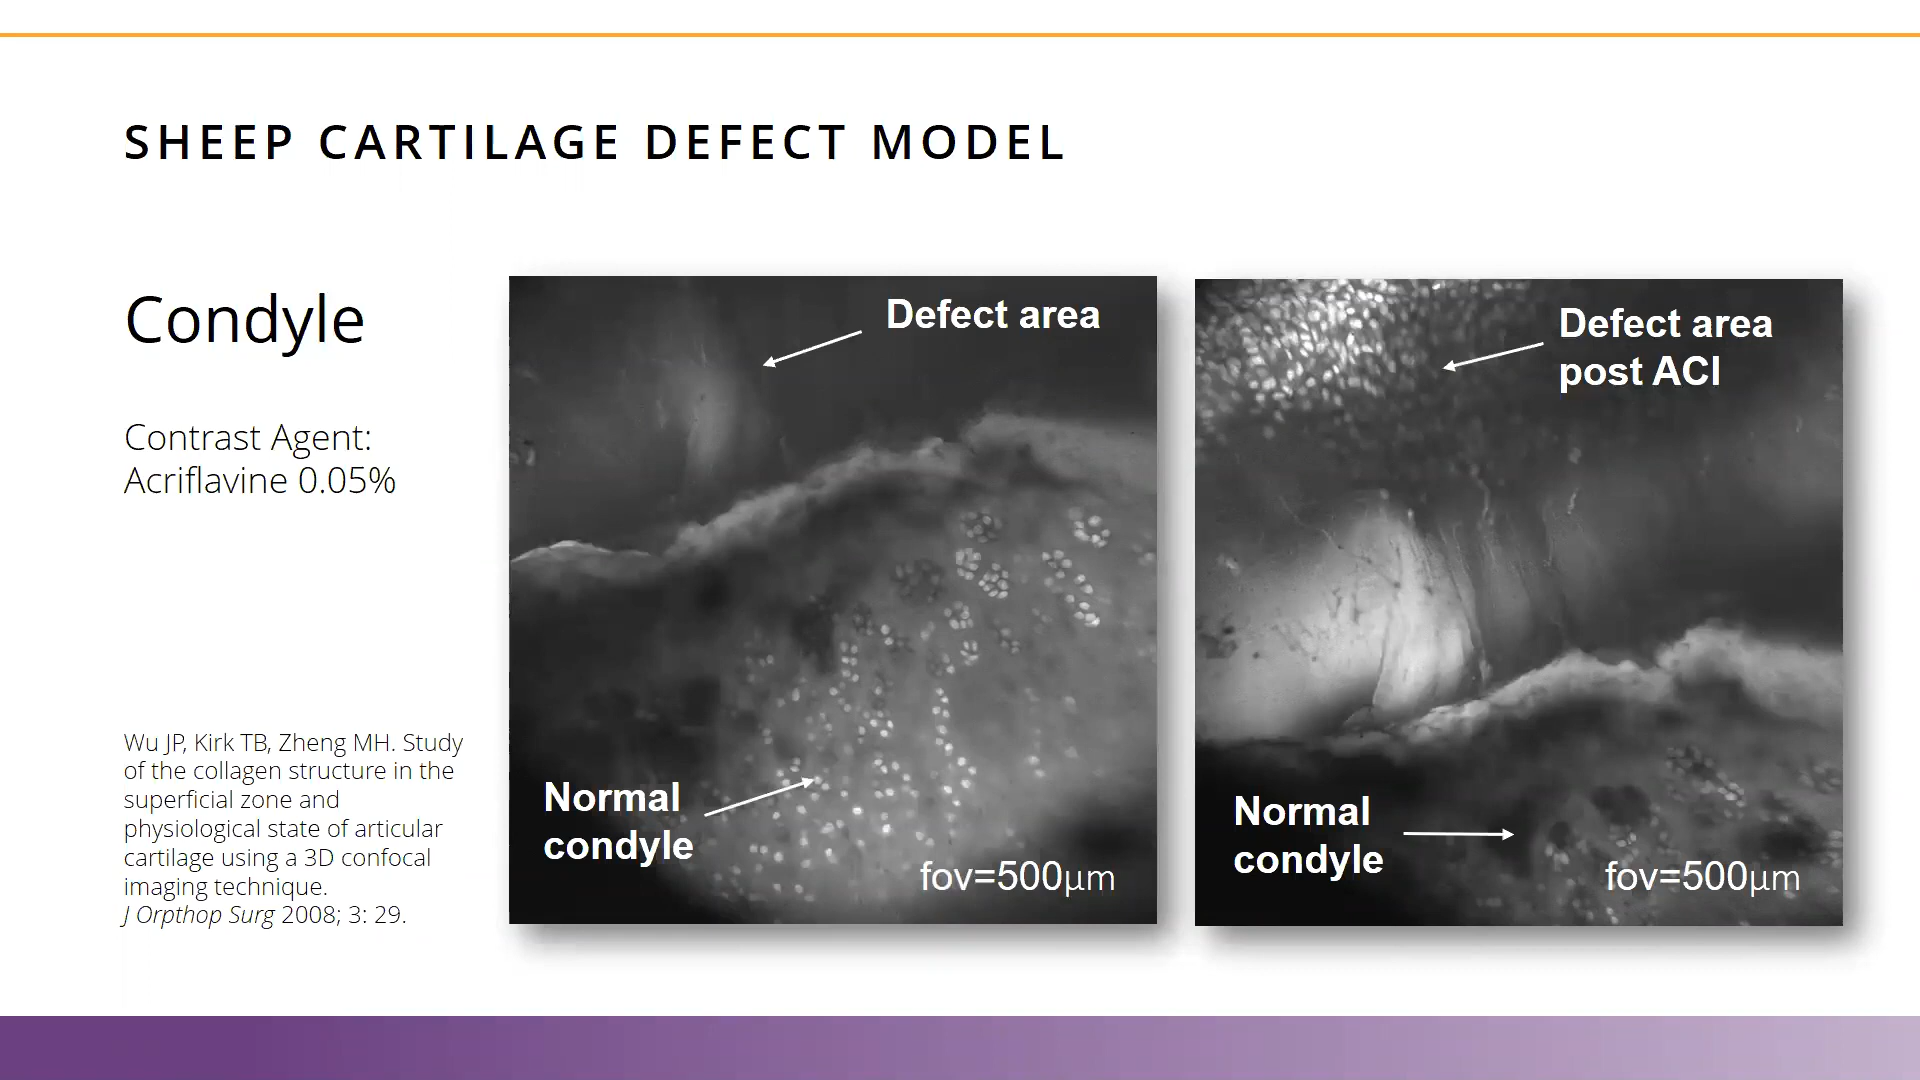 SHEEP CARTILAGE DEFECT MODEL
Condyle
Contrast Agent:
Acriflavine 0.05%
Wu JP, Kirk TB, Zheng MH. Study
of the collagen structure in the
superficial zone and
physiological state of articular
cartilage using a 3D confocal
imaging technique.
J Orpthop Surg 2008; 3: 29.
Defect area
Normal
condyle
fov=500μm
Defect area
post ACI
Normal
condyle
fov=500μm